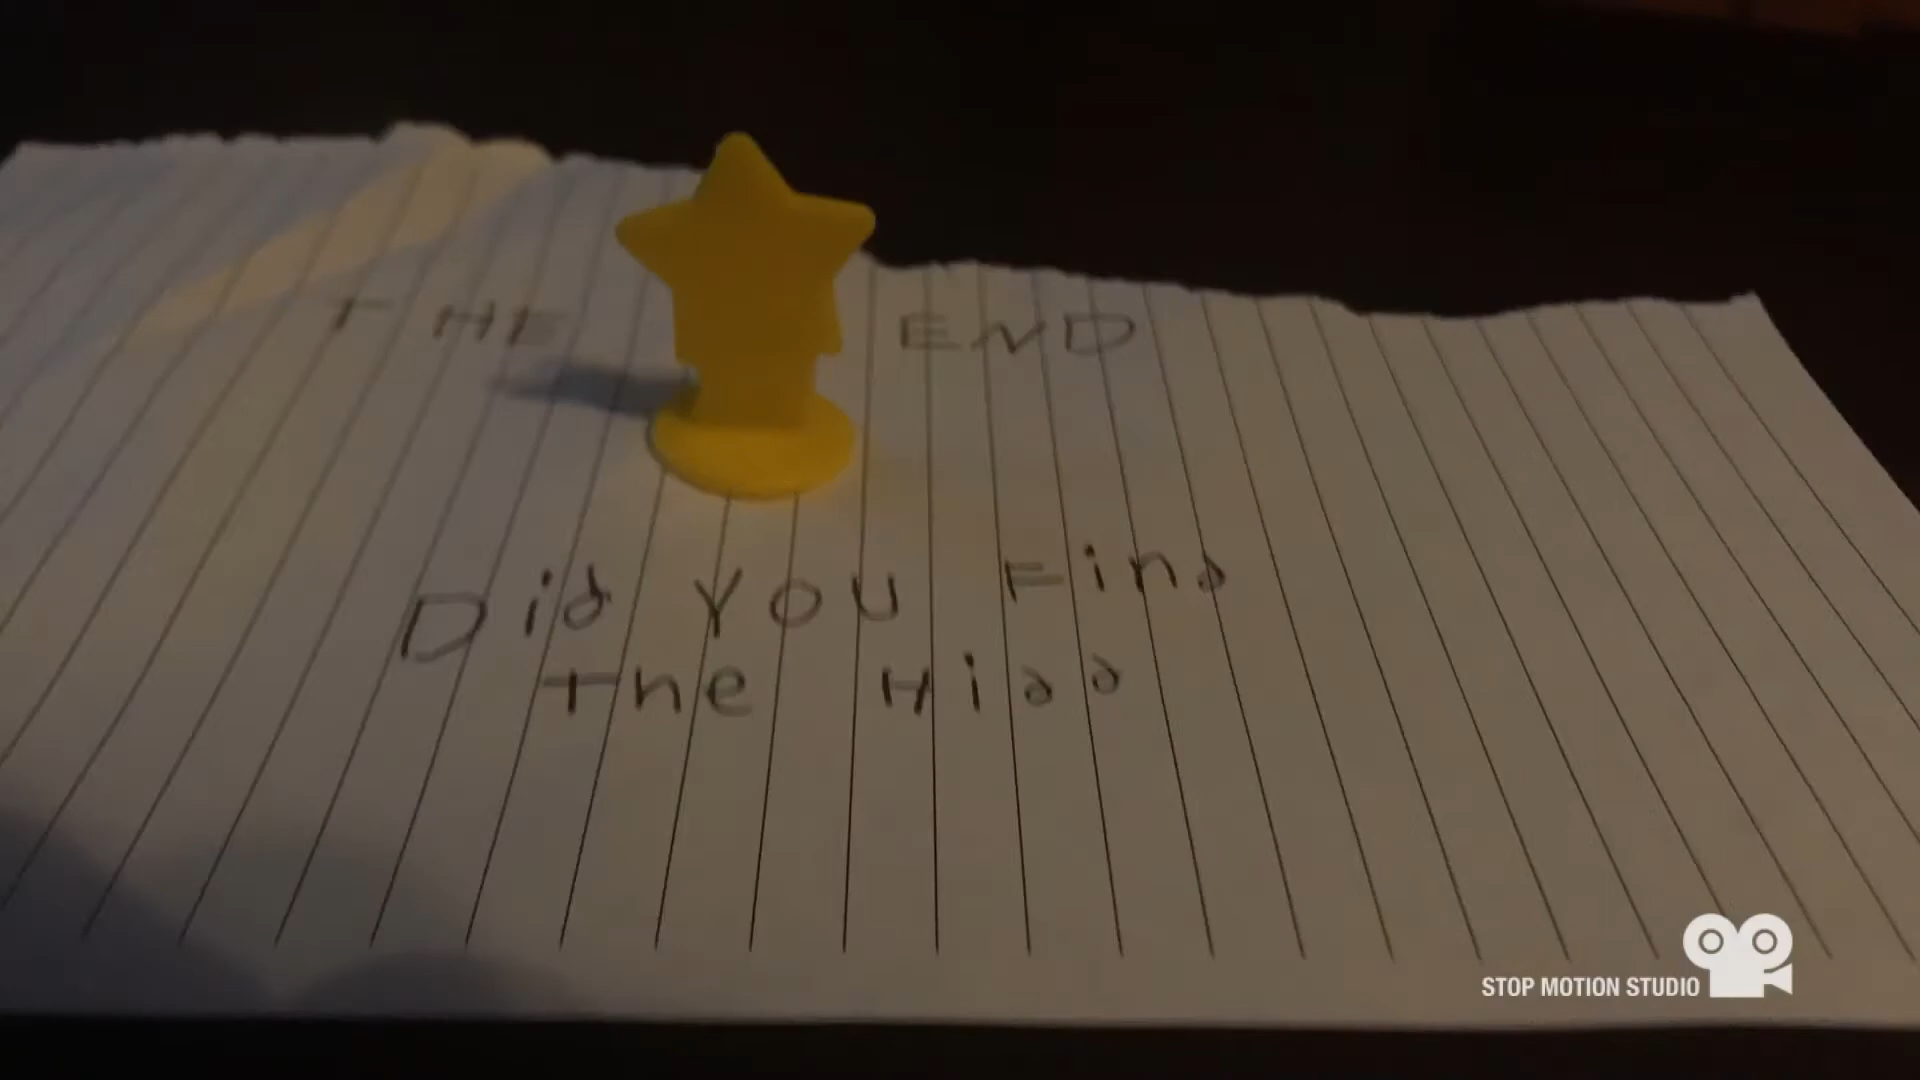 THE END
Did YOU Find
The Hidd
STOP MOTION STUDIO